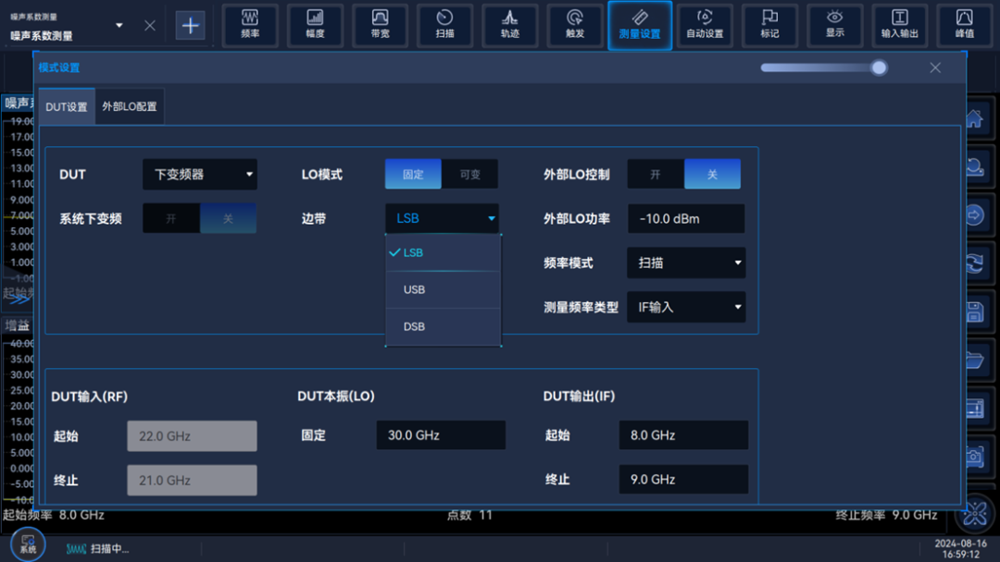 噪声系数测量
噪声系数测量
频率 幅度 带宽 扫描 轨迹 触发 测量设置 自动设置 标记 显示 输入输出 峰值
模式设置
DUT设置 外部LO配置
DUT 下变频器 LO模式 固定 可变 外部LO控制 开 关
系统下变频 开 关 边带 LSB 外部LO功率 -10.0 dBm
LSB
频率模式 扫描
USB
测量频率类型 IF输入
DSB
DUT输入(RF) DUT本振(LO) DUT输出(IF)
起始 22.0 GHz 固定 30.0 GHz 起始 8.0 GHz
终止 21.0 GHz 终止 9.0 GHz
噪声
19.00
17.00
15.00
13.00
11.00
9.000
7.000
5.000
3.000
1.000
-1.00
起始频
增益
40.00
35.00
30.00
25.00
20.00
15.00
10.00
5.000
0.000
-5.00
-10.0
起始频率 8.0 GHz 点数 11 终止频率 9.0 GHz
系统 扫描中... 2024-08-16
16:59:12